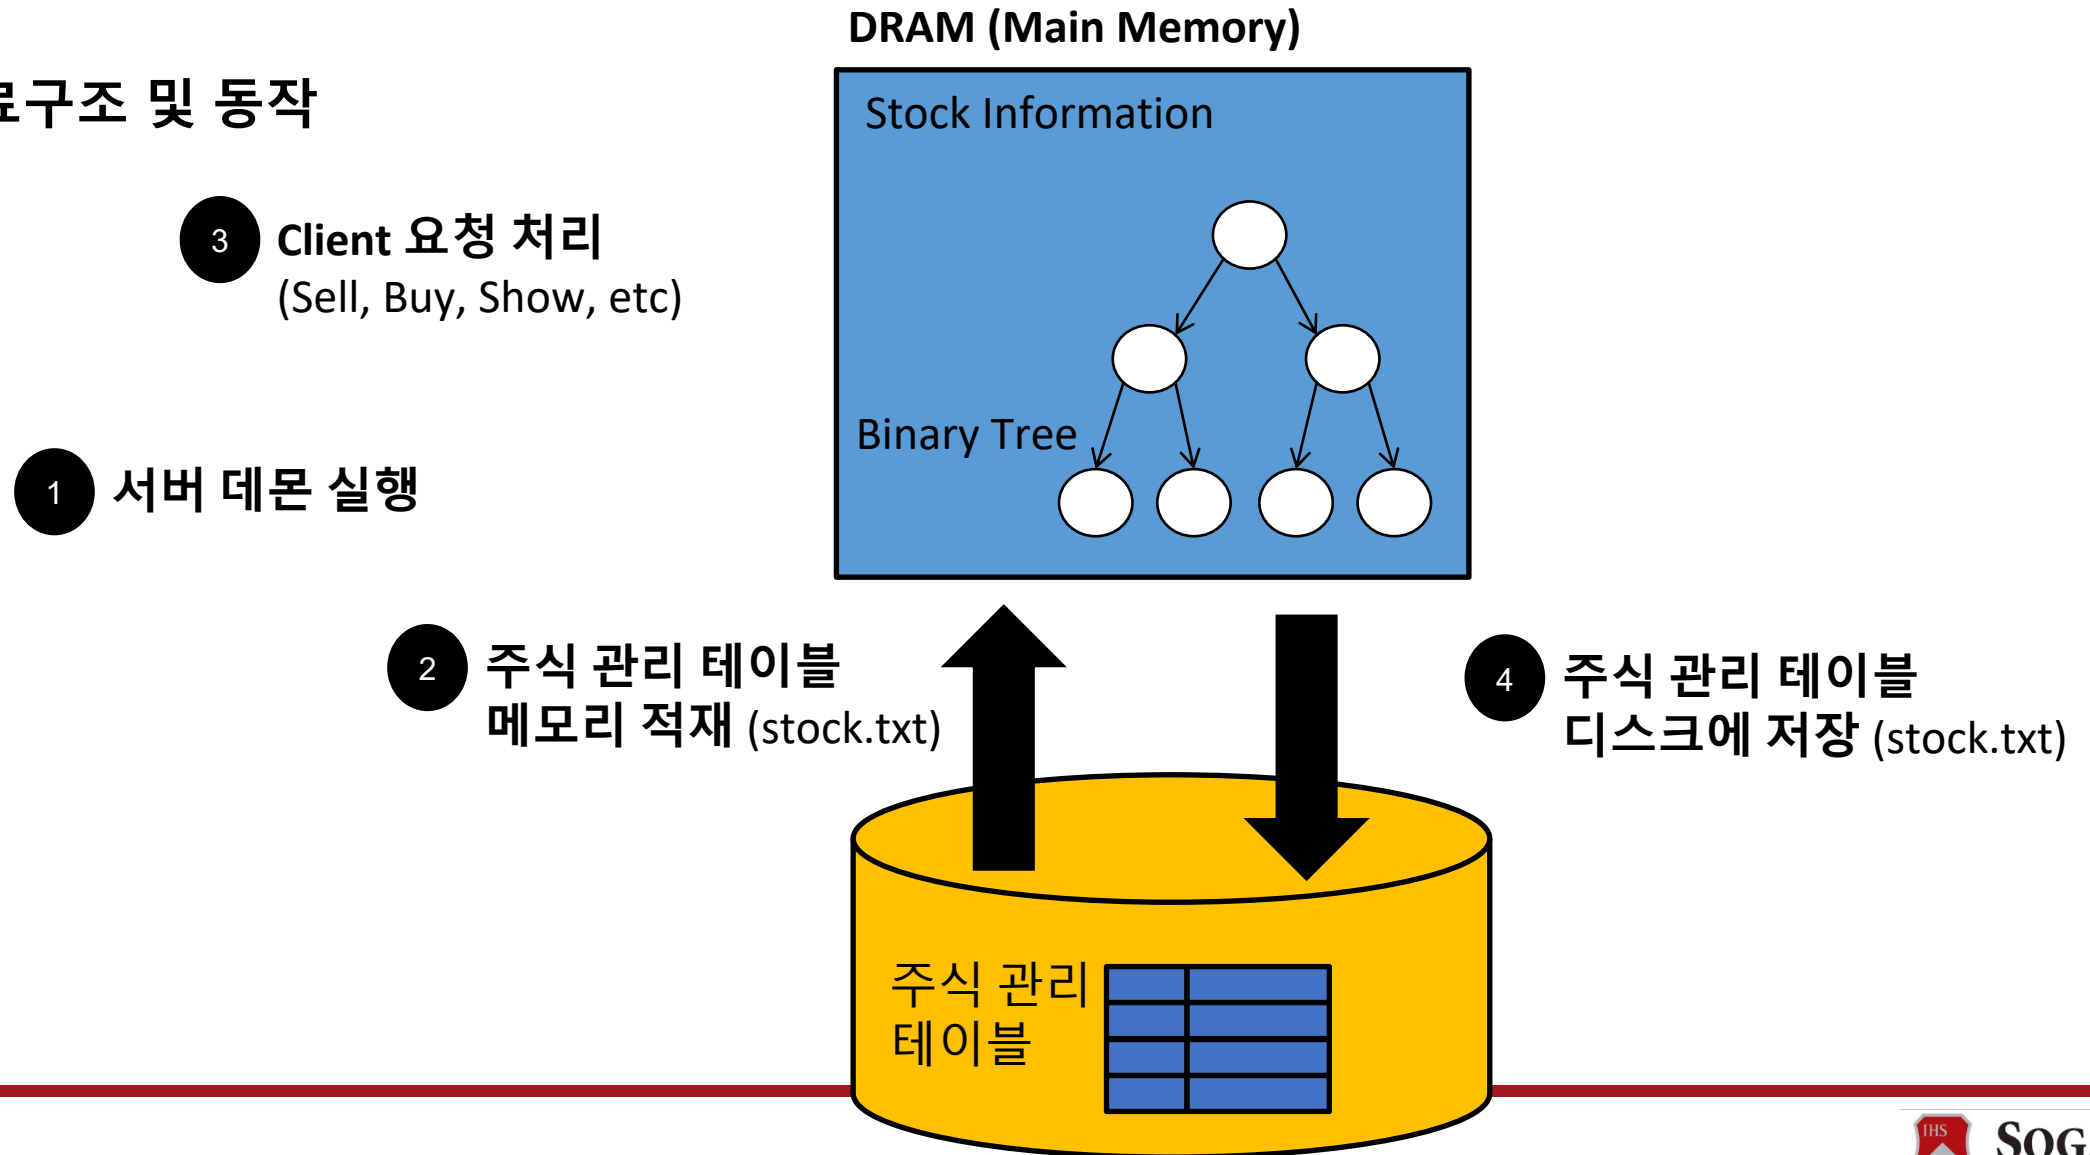 DRAM (Main Memory)
료구조 및 동작
Stock Information
3 Client 요청 처리
(Sell, Buy, Show, etc)
Binary Tree
1 서버 데몬 실행
2 주식 관리 테이블
메모리 적재 (stock.txt)
4 주식 관리 테이블
디스크에 저장 (stock.txt)
주식 관리
테이블
IHS
SOG